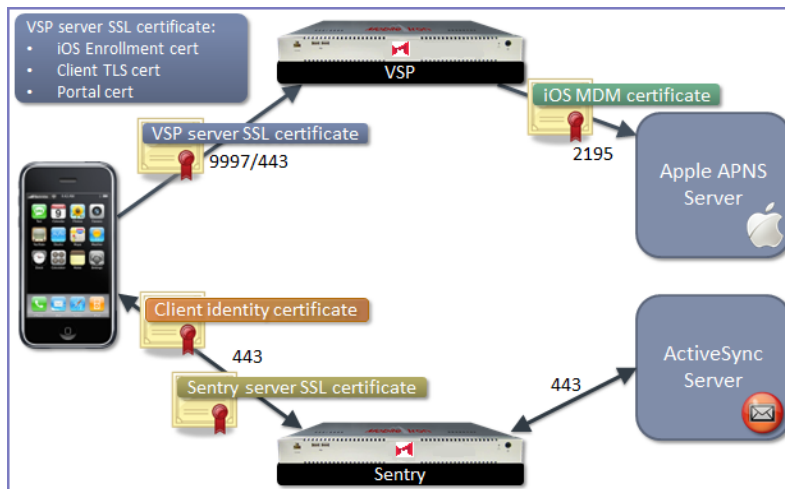 VSP server SSL certificate:
• iOS Enrollment cert
• Client TLS cert
• Portal cert
VSP
iOS MDM certificate
VSP server SSL certificate
9997/443
2195
Apple APNS
Server
Client identity certificate
443
Sentry server SSL certificate
443
ActiveSync
Server
Sentry